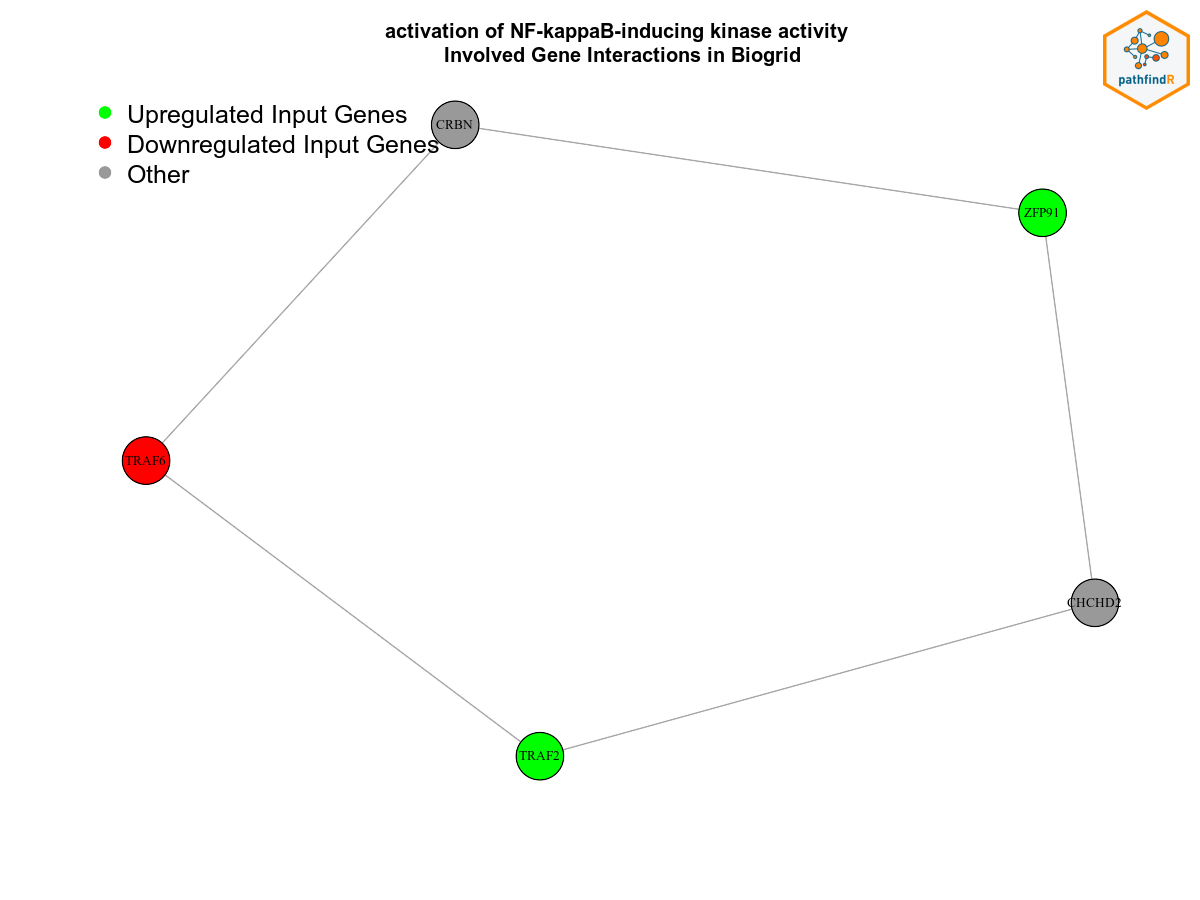 activation of NF-kappaB-inducing kinase activity
Involved Gene Interactions in Biogrid
pathfindR
Upregulated Input Genes
Downregulated Input Genes
Other
CRBN
ZFP91
TRAF6
CHCHD2
TRAF2